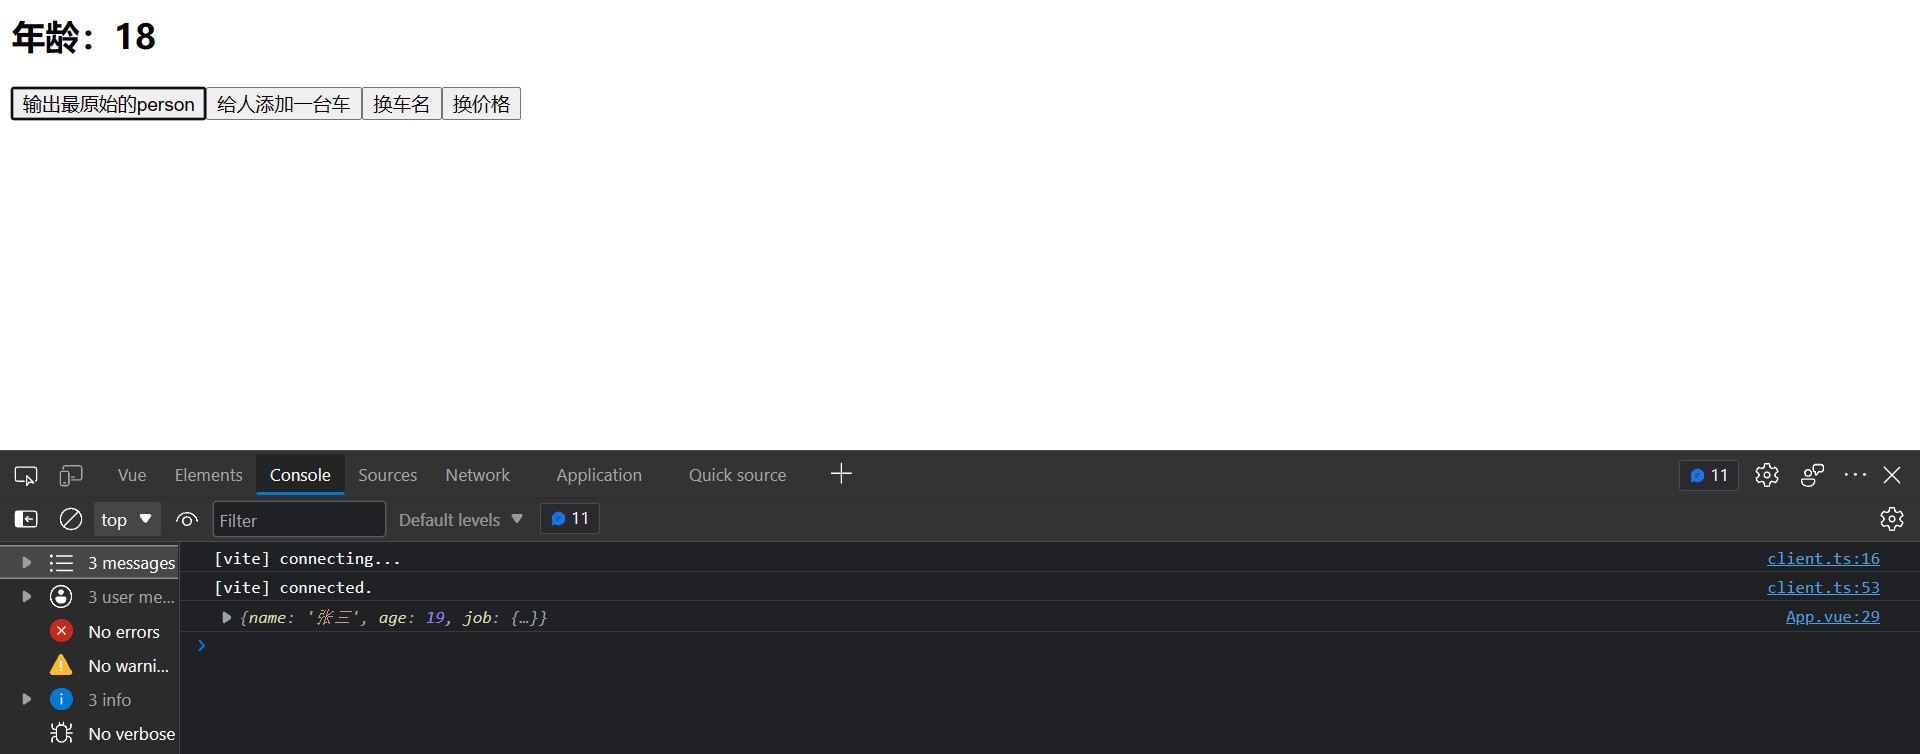 年龄：18
输出最原始的person 给人添加一台车 换车名 换价格
Vue Elements Console Sources Network Application Quick source 11
top Filter Default levels 11
3 messages
3 user me...
No errors
No warni...
3 info
No verbose
[vite] connecting... client.ts:16
[vite] connected. client.ts:53
{name: '张三', age: 19, job: {…}} App.vue:29